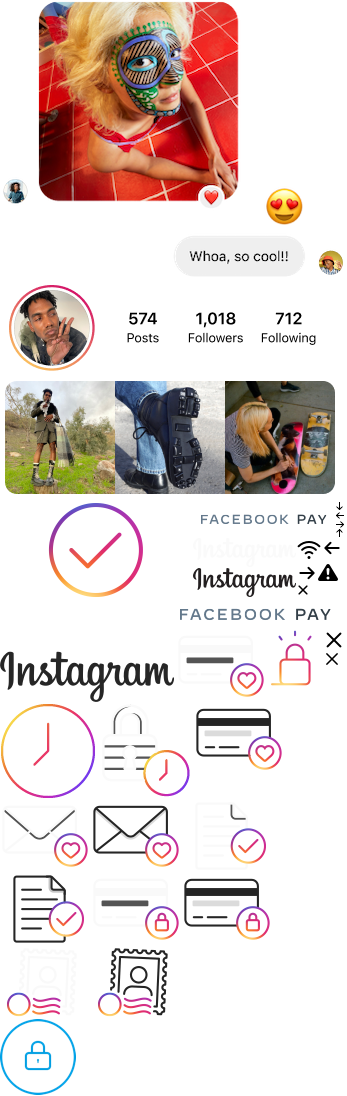 Whoa, so cool!!
574 1,018 712
Posts Followers Following
FACEBOOK PAY
Instagram
Instagram
FACEBOOK PAY
Instagram